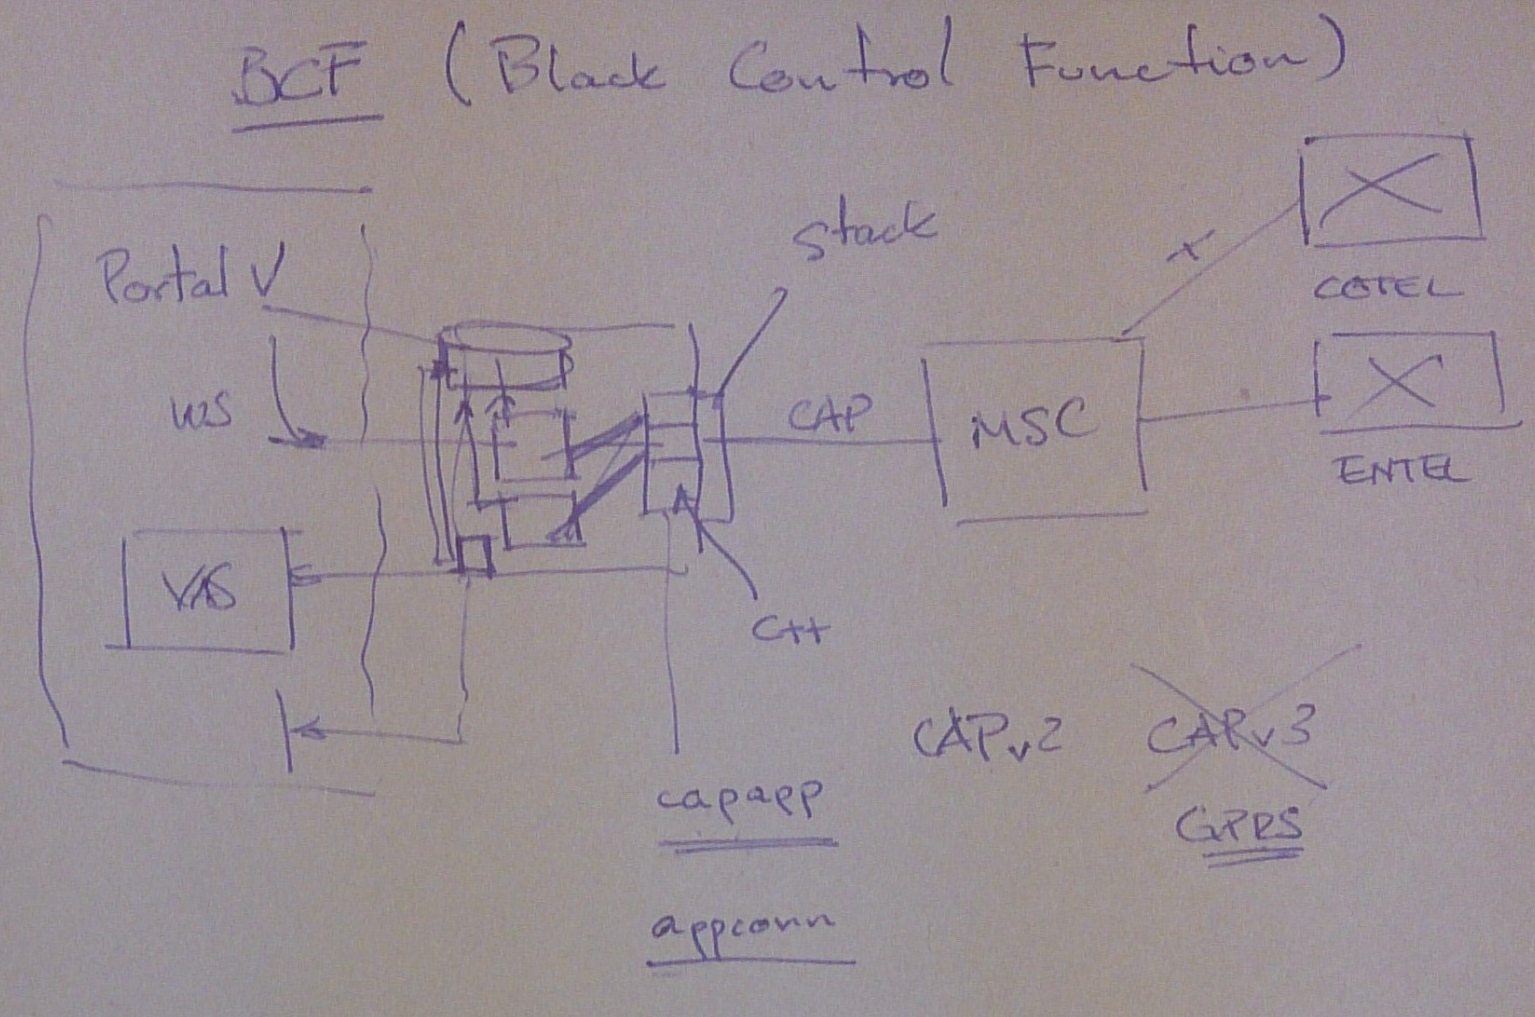 BCF (Black Control Function)
stack
Portal V
COTEL
WS
CAP
MSC
ENTEL
VAS
C++
CAPv2 CAPv3
capapp
GPRS
appconn